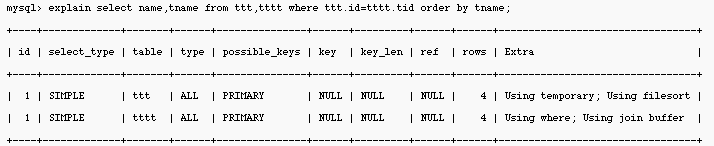 mysql> explain select name,tname from ttt,tttt where ttt.id=tttt.tid order by tname;
+----+-------------+-------+------+---------------+------+---------+------+------+---------------------------------+
| id | select_type | table | type | possible_keys | key  | key_len | ref  | rows | Extra                           |
+----+-------------+-------+------+---------------+------+---------+------+------+---------------------------------+
|  1 | SIMPLE      | ttt   | ALL  | PRIMARY       | NULL | NULL    | NULL |    4 | Using temporary; Using filesort |
|  1 | SIMPLE      | tttt  | ALL  | PRIMARY       | NULL | NULL    | NULL |    4 | Using where; Using join buffer  |
+----+-------------+-------+------+---------------+------+---------+------+------+---------------------------------+